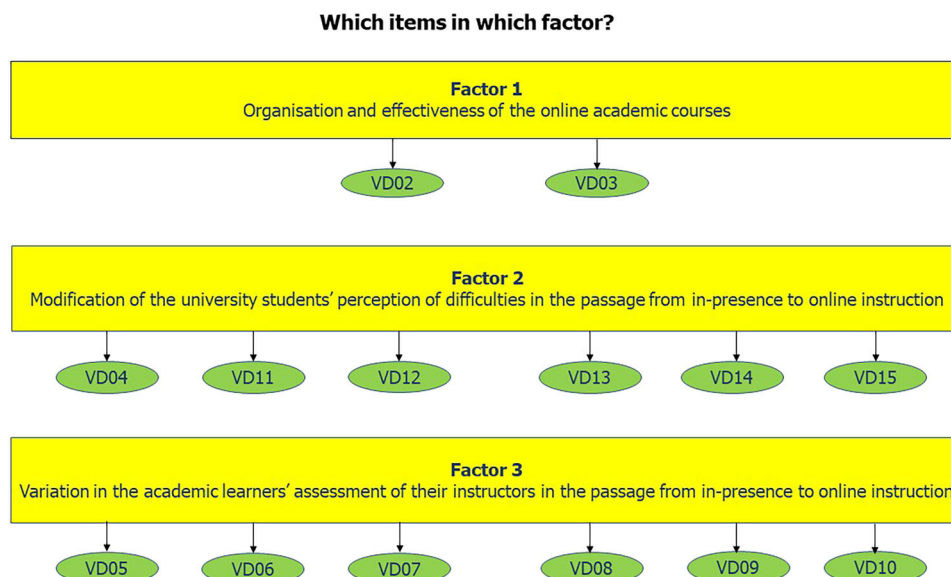 Which items in which factor?
Factor 1
Organisation and effectiveness of the online academic courses
VD02 VD03
Factor 2
Modification of the university students' perception of difficulties in the passage from in-presence to online instruction
VD04 VD11 VD12 VD13 VD14 VD15
Factor 3
Variation in the academic learners' assessment of their instructors in the passage from in-presence to online instruction
VD05 VD06 VD07 VD08 VD09 VD10